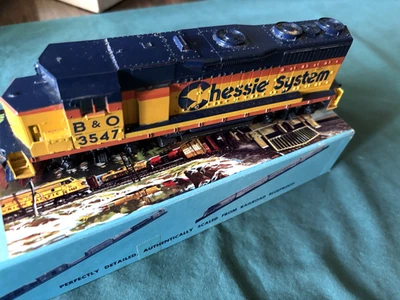 Chessie System
B & O
3547
PERFECTLY DETAILED, AUTHENTICALLY SCALED FROM RAILROAD BLUEPRINTS